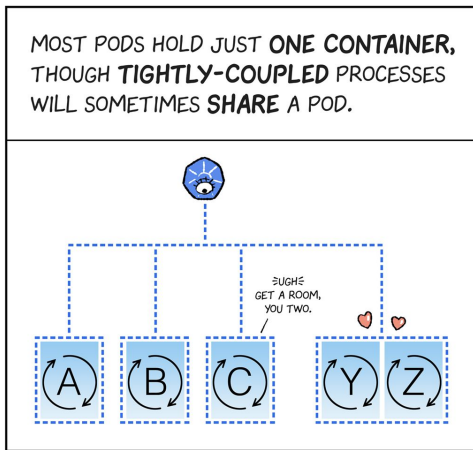 MOST PODS HOLD JUST ONE CONTAINER,
THOUGH TIGHTLY-COUPLED PROCESSES
WILL SOMETIMES SHARE A POD.
UGH
GET A ROOM,
YOU TWO.
A
B
C
Y
Z